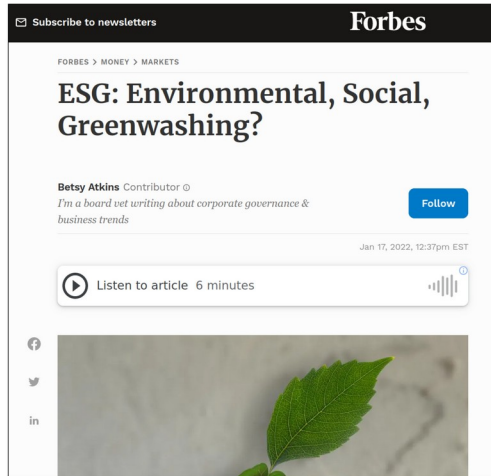 Subscribe to newsletters
Forbes
FORBES > MONEY > MARKETS
ESG: Environmental, Social,
Greenwashing?
Betsy Atkins Contributor
I'm a board vet writing about corporate governance &
business trends
Follow
Jan 17, 2022, 12:37pm EST
Listen to article 6 minutes